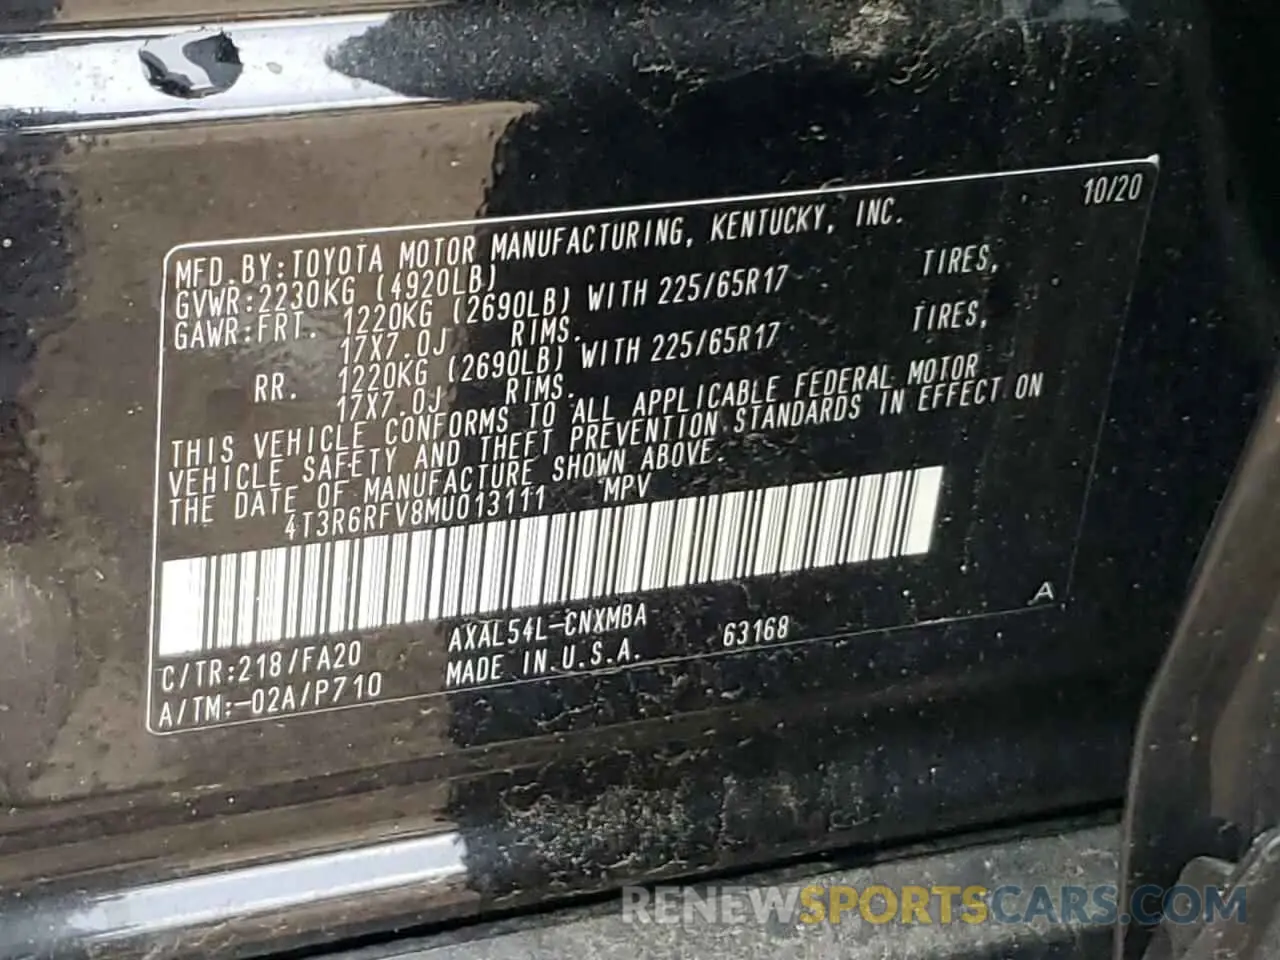 10/20
MFD.BY:TOYOTA MOTOR MANUFACTURING, KENTUCKY, INC.
GVWR:2230KG (4920LB)
GAWR:FRT. 1220KG (2690LB) WITH 225/65R17 TIRES,
17X7.0J RIMS.
RR. 1220KG (2690LB) WITH 225/65R17 TIRES,
17X7.0J RIMS.
THIS VEHICLE CONFORMS TO ALL APPLICABLE FEDERAL MOTOR
VEHICLE SAFETY AND THEFT PREVENTION STANDARDS IN EFFECT ON
THE DATE OF MANUFACTURE SHOWN ABOVE.
4T3R6RFV8MU013111 MPV
C/TR:218/FA20 AXAL54L-CNXMBA 63168 A
A/TM:-02A/P710 MADE IN U.S.A.
RENEWSPORTSCARS.COM